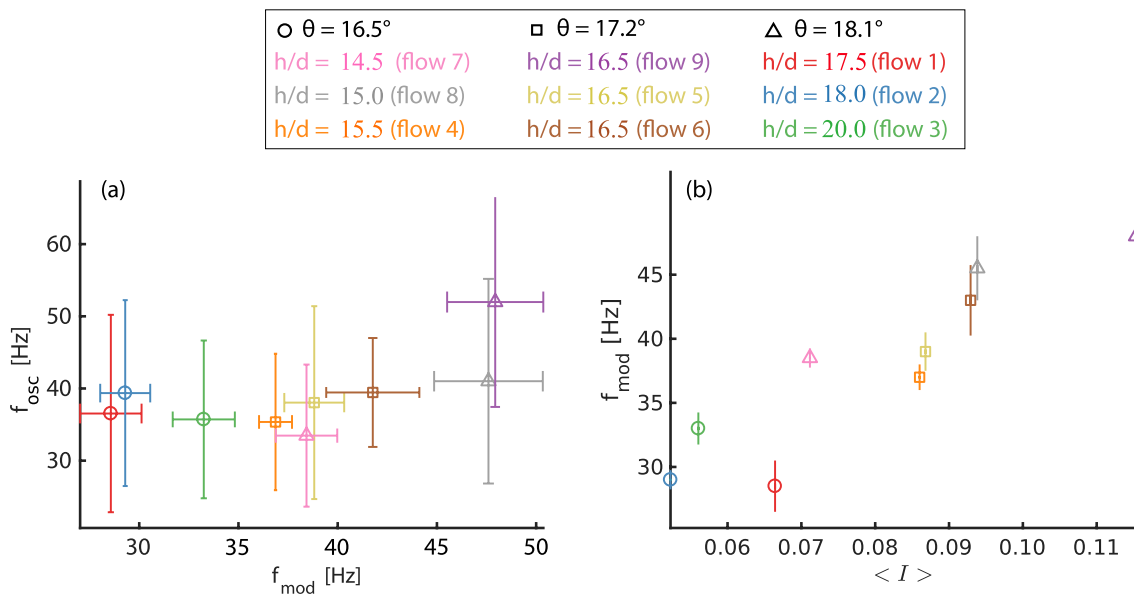 θ = 16.5° θ = 17.2° θ = 18.1°
h/d = 14.5 (flow 7) h/d = 16.5 (flow 9) h/d = 17.5 (flow 1)
h/d = 15.0 (flow 8) h/d = 16.5 (flow 5) h/d = 18.0 (flow 2)
h/d = 15.5 (flow 4) h/d = 16.5 (flow 6) h/d = 20.0 (flow 3)
(a)
f_osc [Hz]
60
50
40
30
30 35 40 45 50
f_mod [Hz]
(b)
f_mod [Hz]
45
40
35
30
0.06 0.07 0.08 0.09 0.10 0.11
< I >